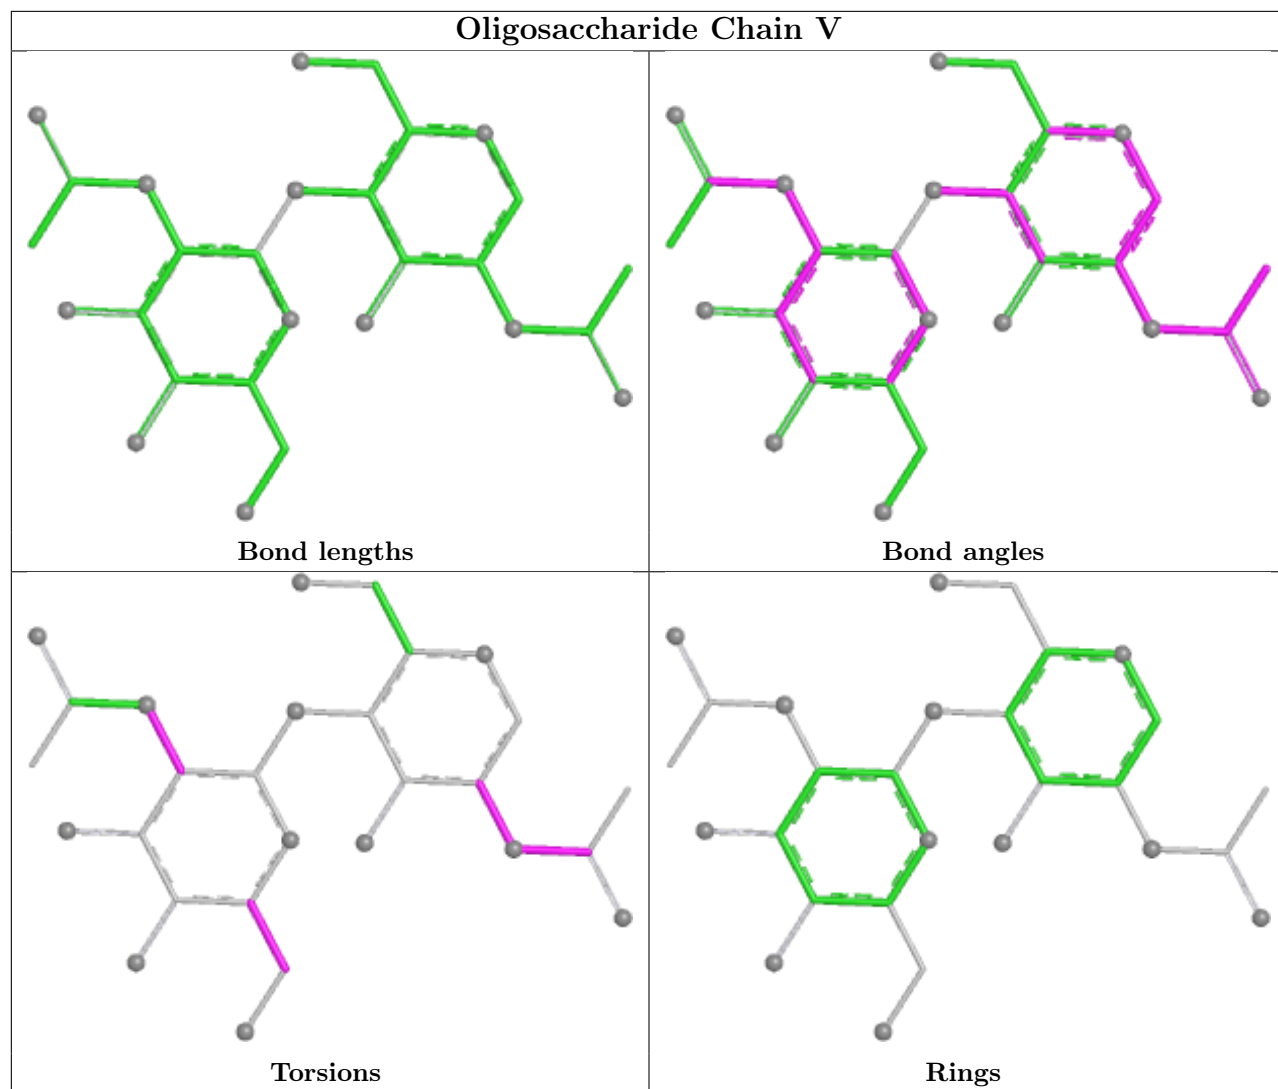 Oligosaccharide Chain V
Bond lengths
Bond angles
Torsions
Rings